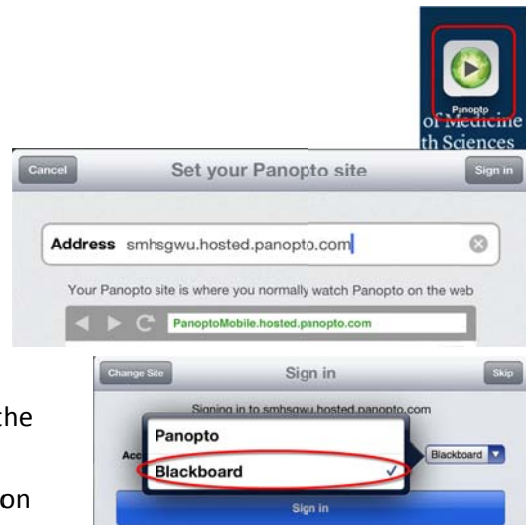 Panopto
of Medicine
th Sciences
Cancel Set your Panopto site Sign in
Address smhsgwu.hosted.panopto.com
Your Panopto site is where you normally watch Panopto on the web
PanoptoMobile.hosted.panopto.com
Change Site Sign in Skip
Signing in to smhsgwu.hosted.panopto.com
the
Panopto
Acc
Blackboard ✓ Blackboard
on
Sign in